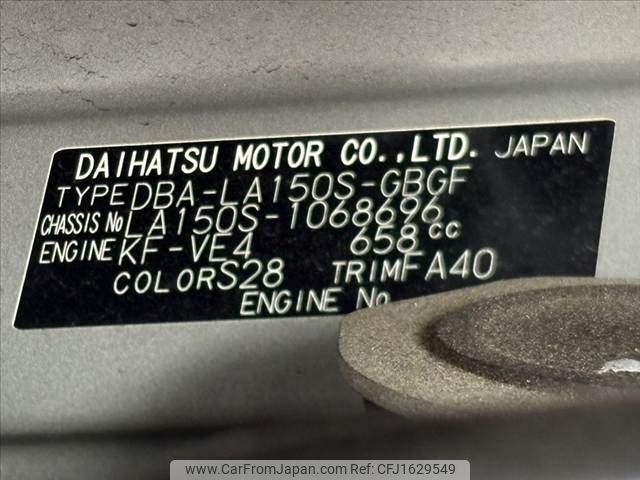 DAIHATSU MOTOR CO.,LTD. JAPAN
TYPE DBA-LA150S-GBGF
CHASSIS No LA150S-1068696
ENGINE KF-VE4 658 cc
COLOR S28 TRIM FA40
ENGINE No.
www.CarFromJapan.com - ID: CFJ1629549